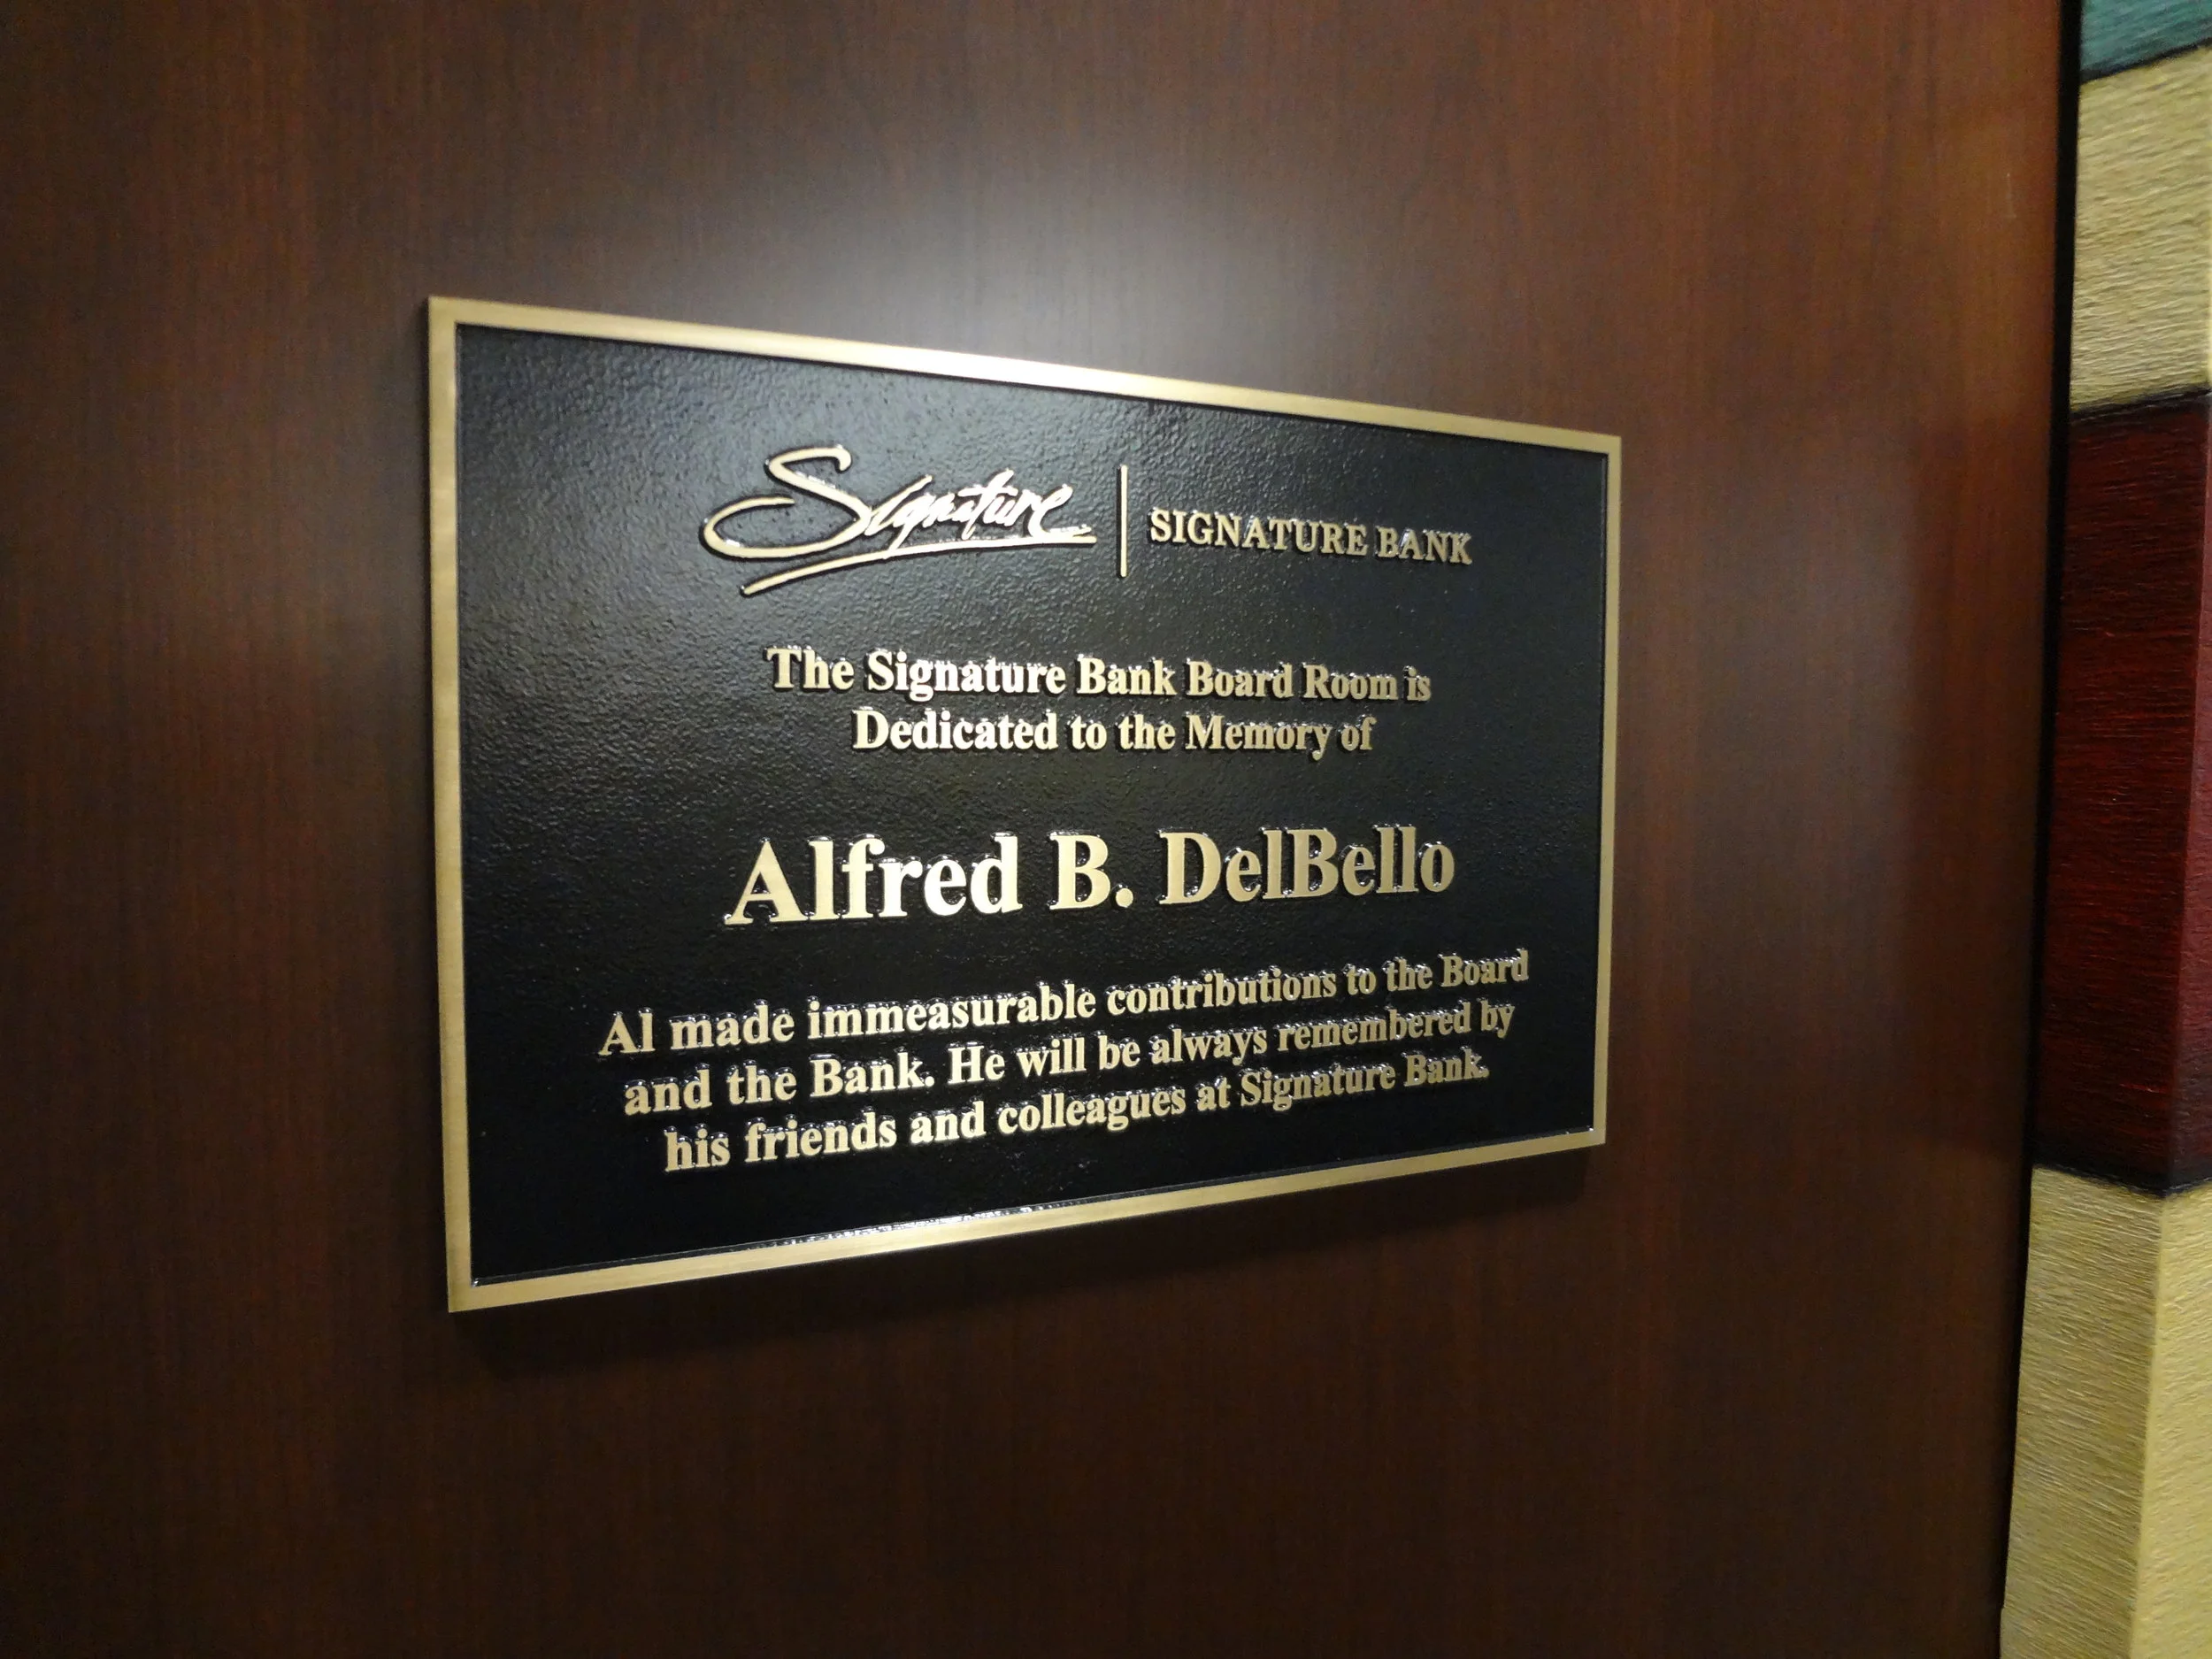 Signature | SIGNATURE BANK
The Signature Bank Board Room is
Dedicated to the Memory of
Alfred B. DelBello
Al made immeasurable contributions to the Board
and the Bank. He will be always remembered by
his friends and colleagues at Signature Bank.